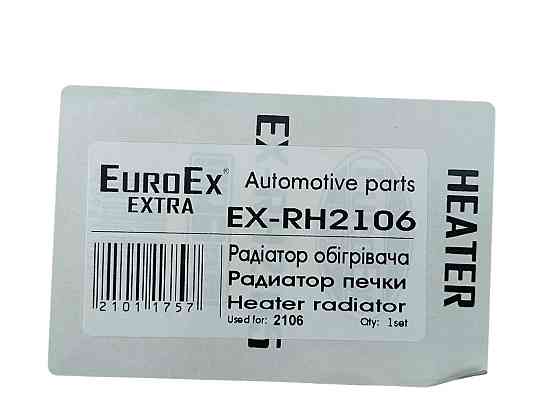 EuroEx®
EXTRA
Automotive parts
EX-RH2106
Радіатор обігрівача
Радиатор печки
Heater radiator
Used for: 2106 Qty: 1set
21011757
HEATER